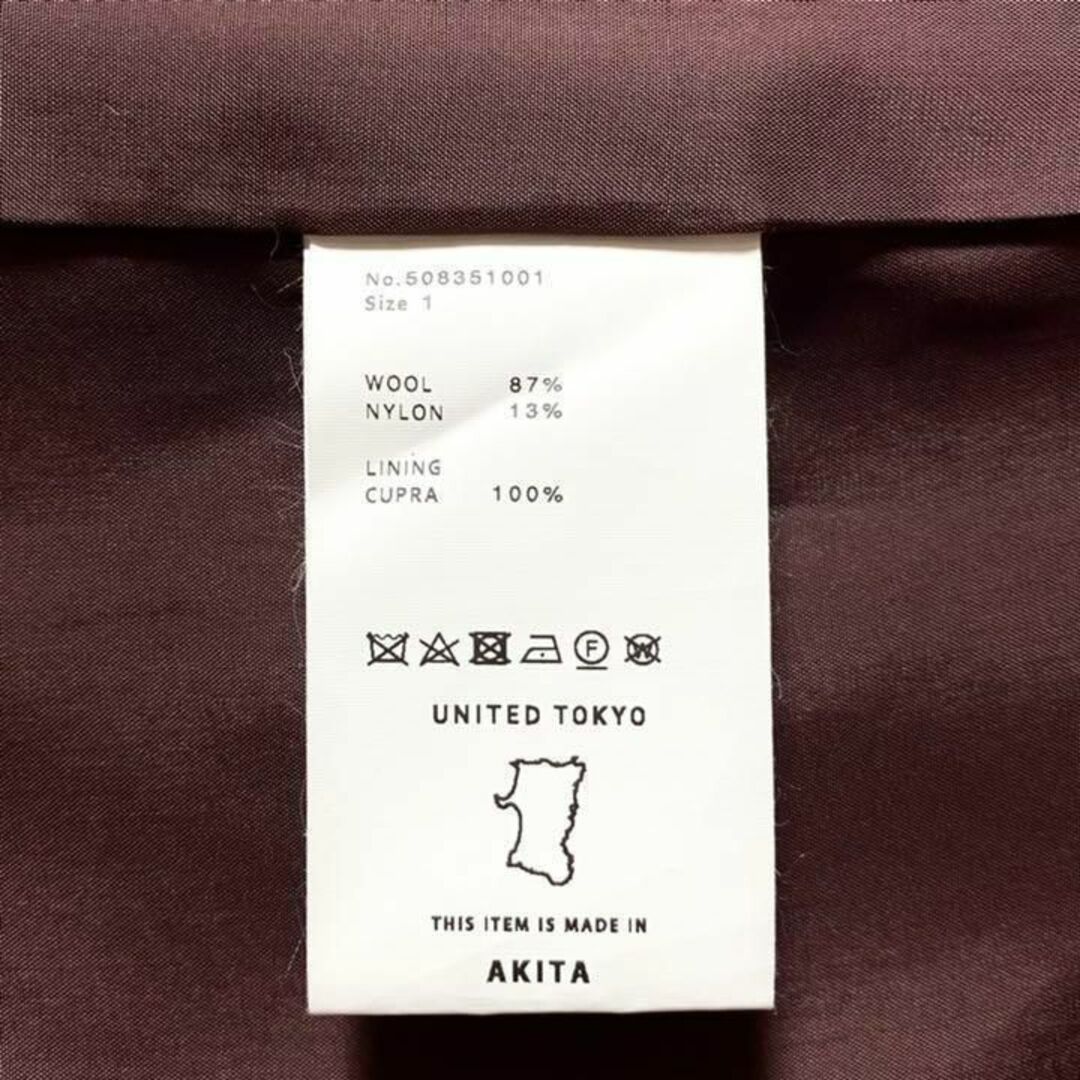 No.508351001
Size 1
WOOL 87%
NYLON 13%
LINING
CUPRA 100%
F W
UNITED TOKYO
THIS ITEM IS MADE IN
AKITA